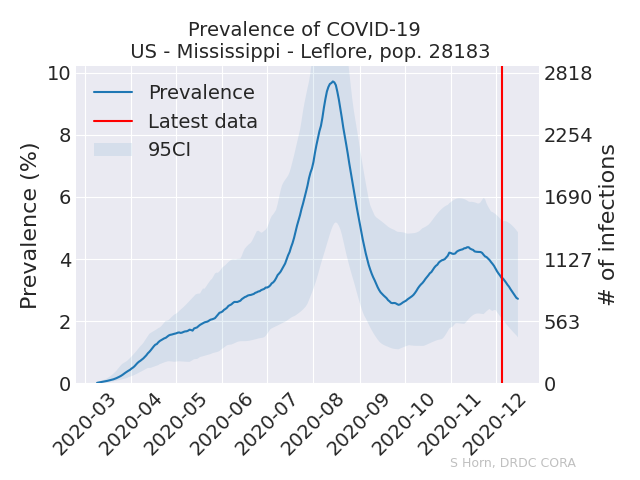 Prevalence of COVID-19
US - Mississippi - Leflore, pop. 28183
Prevalence (%)
10
8
6
4
2
0
Prevalence
Latest data
95CI
2818
2254
1690
1127
563
0
# of infections
2020-03
2020-04
2020-05
2020-06
2020-07
2020-08
2020-09
2020-10
2020-11
2020-12
S Horn, DRDC CORA